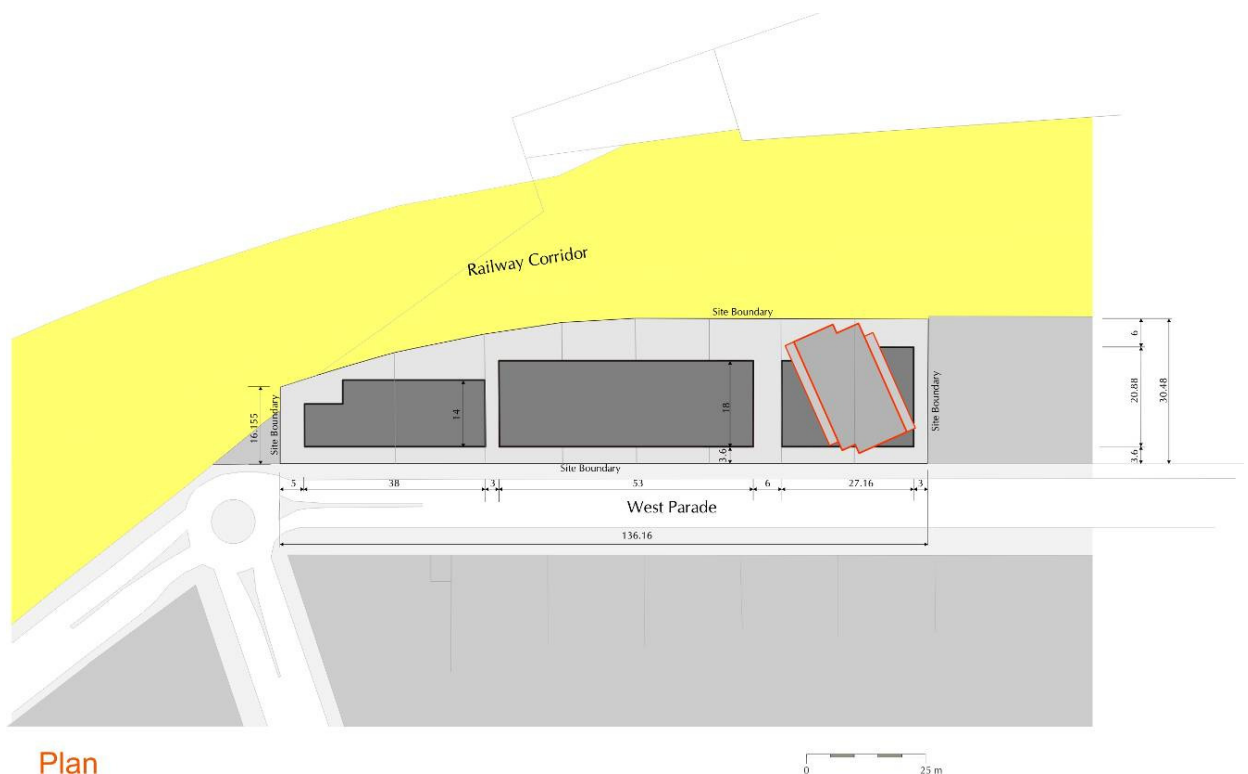 Railway Corridor
Site Boundary
6
20.88
30.48
3.6
16.155
Site Boundary
14
18
3.6
Site Boundary
Site Boundary
5
38
3
53
6
27.16
3
West Parade
136.16
Plan
0
25 m